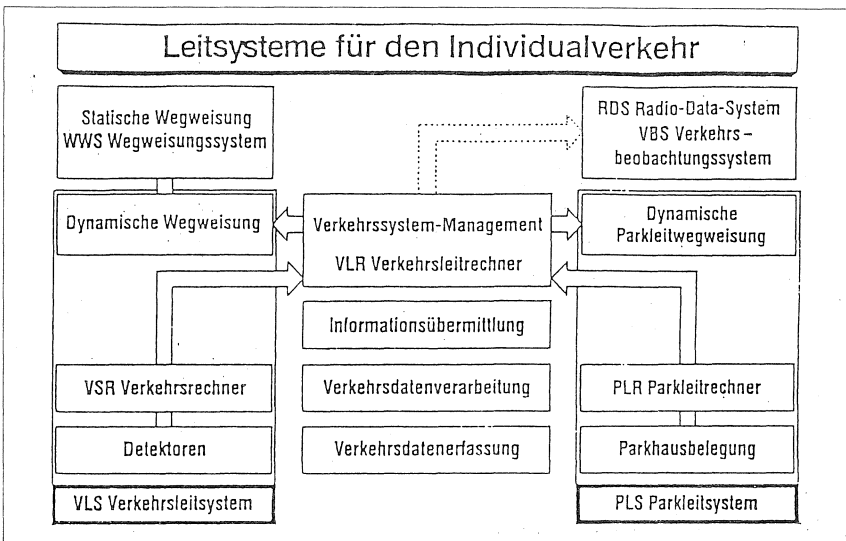 Leitsysteme für den Individualverkehr
Statische Wegweisung
WWS Wegweisungssystem
RDS Radio-Data-System
VBS Verkehrs-
beobachtungssystem
Dynamische Wegweisung
Verkehrssystem-Management
VLR Verkehrsleitrechner
Dynamische
Parkleitwegweisung
Informationsübermittlung
VSR Verkehrsrechner
Verkehrsdatenverarbeitung
PLR Parkleitrechner
Detektoren
Verkehrsdatenerfassung
Parkhausbelegung
VLS Verkehrsleitsystem
PLS Parkleitsystem